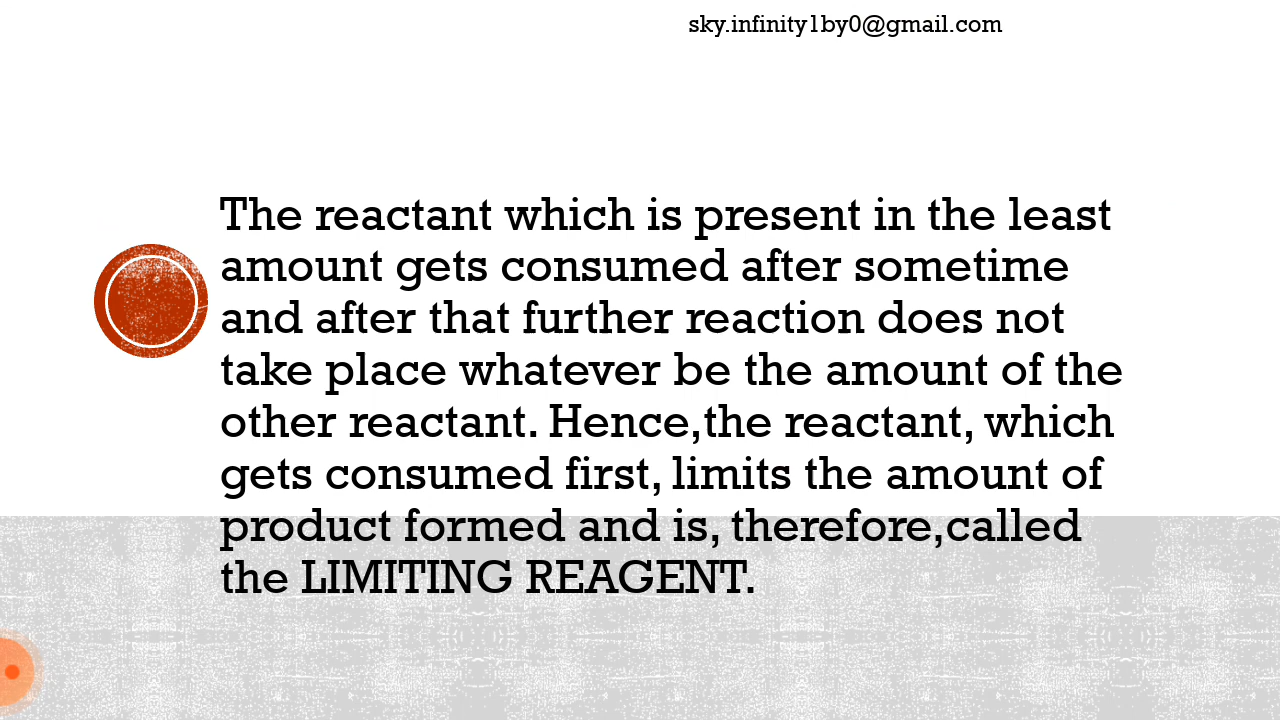 sky.infinity1by0@gmail.com
The reactant which is present in the least
amount gets consumed after sometime
and after that further reaction does not
take place whatever be the amount of the
other reactant. Hence,the reactant, which
gets consumed first, limits the amount of
product formed and is, therefore,called
the LIMITING REAGENT.